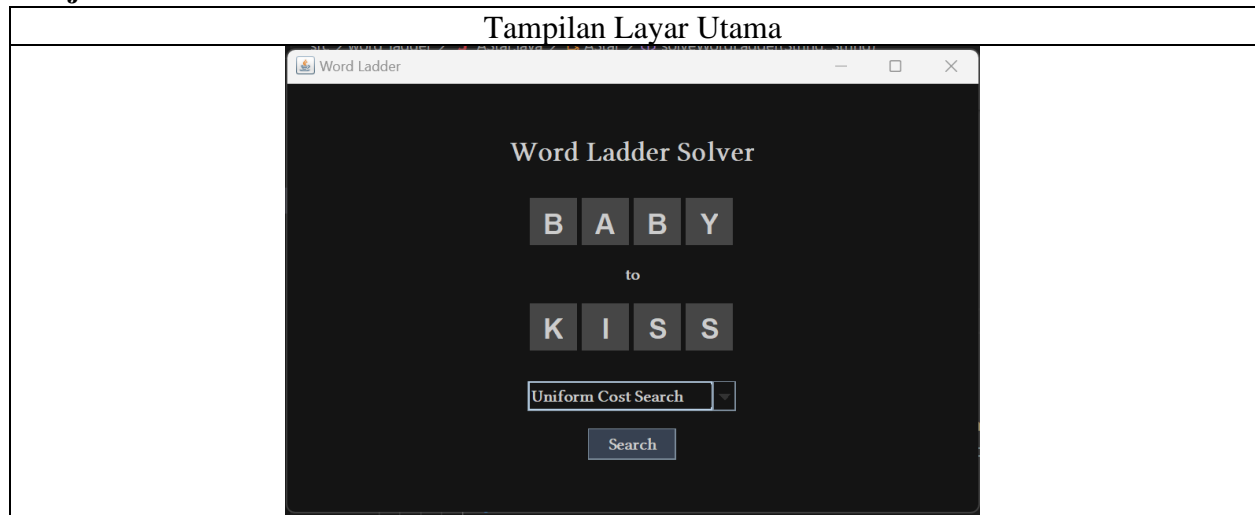 Tampilan Layar Utama
Word Ladder
Word Ladder Solver
B A B Y
to
K I S S
Uniform Cost Search
Search